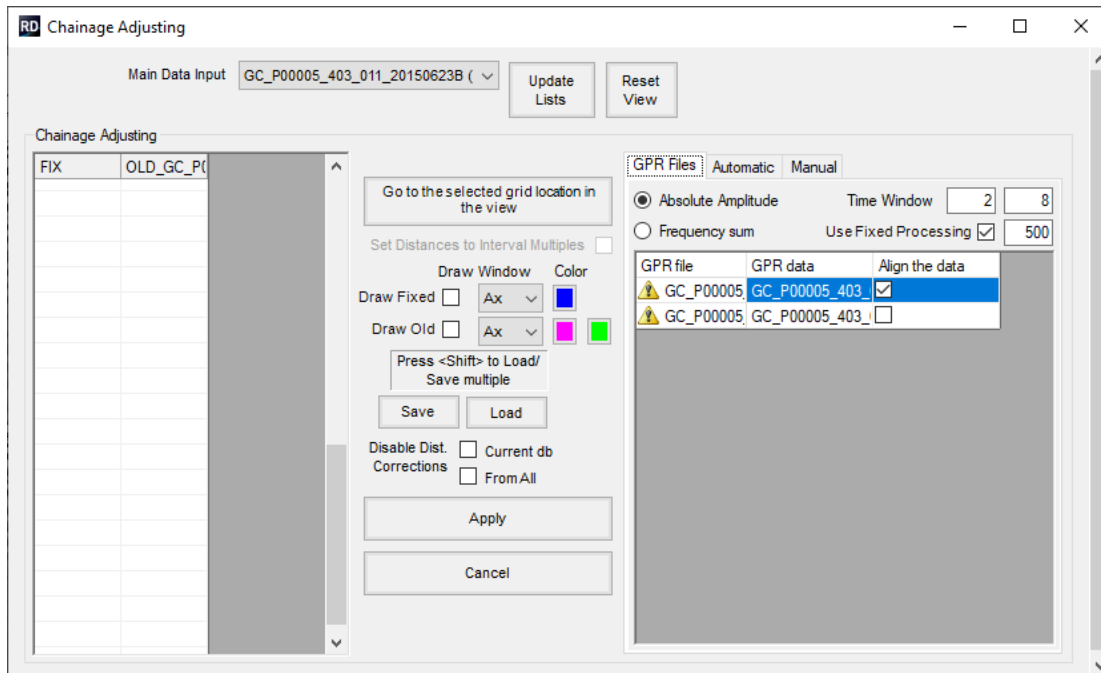 RD Chainage Adjusting
Main Data Input GC_P00005_403_011_20150623B (
Update
Lists
Reset
View
Chainage Adjusting
FIX OLD_GC_P(
Go to the selected grid location in
the view
Set Distances to Interval Multiples
Draw Window Color
Draw Fixed Ax
Draw Old Ax
Press <Shift> to Load/
Save multiple
Save Load
Disable Dist.
Corrections
Current db
From All
Apply
Cancel
GPR Files Automatic Manual
Absolute Amplitude Time Window 2 8
Frequency sum Use Fixed Processing 500
GPR file GPR data Align the data
GC_P00005_ GC_P00005_403_
GC_P00005_ GC_P00005_403_